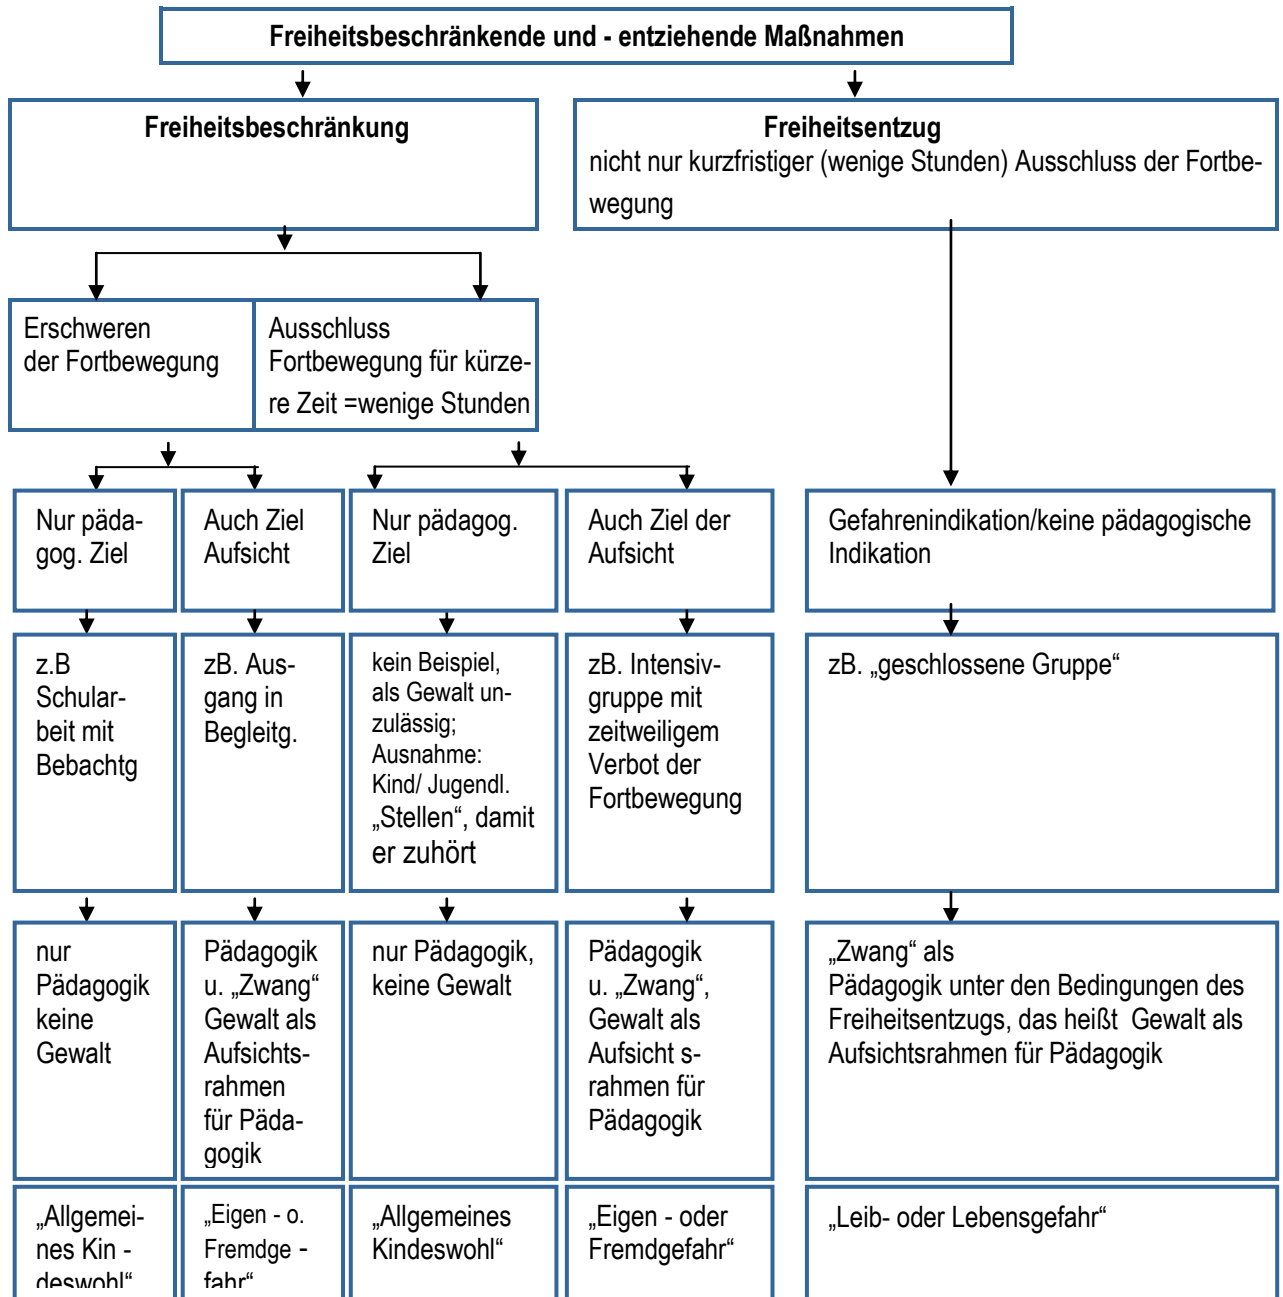 Freiheitsbeschränkende und - entziehende Maßnahmen
Freiheitsbeschränkung
Freiheitsentzug
nicht nur kurzfristiger (wenige Stunden) Ausschluss der Fortbe-
wegung
Erschweren
der Fortbewegung
Ausschluss
Fortbewegung für kürze-
re Zeit =wenige Stunden
Nur päda-
gog. Ziel
Auch Ziel
Aufsicht
Nur pädagog.
Ziel
Auch Ziel der
Aufsicht
Gefahrenindikation/keine pädagogische
Indikation
z.B
Schular-
beit mit
Bebachtg
zB. Aus-
gang in
Begleitg.
kein Beispiel,
als Gewalt un-
zulässig;
Ausnahme:
Kind/ Jugendl.
„Stellen“, damit
er zuhört
zB. Intensiv-
gruppe mit
zeitweiligem
Verbot der
Fortbewegung
zB. „geschlossene Gruppe“
nur
Pädagogik
keine
Gewalt
Pädagogik
u. „Zwang“
Gewalt als
Aufsichts-
rahmen
für Päda-
gogik
nur Pädagogik,
keine Gewalt
Pädagogik
u. „Zwang“,
Gewalt als
Aufsicht s-
rahmen für
Pädagogik
„Zwang“ als
Pädagogik unter den Bedingungen des
Freiheitsentzugs, das heißt Gewalt als
Aufsichtsrahmen für Pädagogik
„Allgemei-
nes Kin -
deswohl“
„Eigen - o.
Fremdge -
fahr“
„Allgemeines
Kindeswohl“
„Eigen - oder
Fremdgefahr“
„Leib- oder Lebensgefahr“